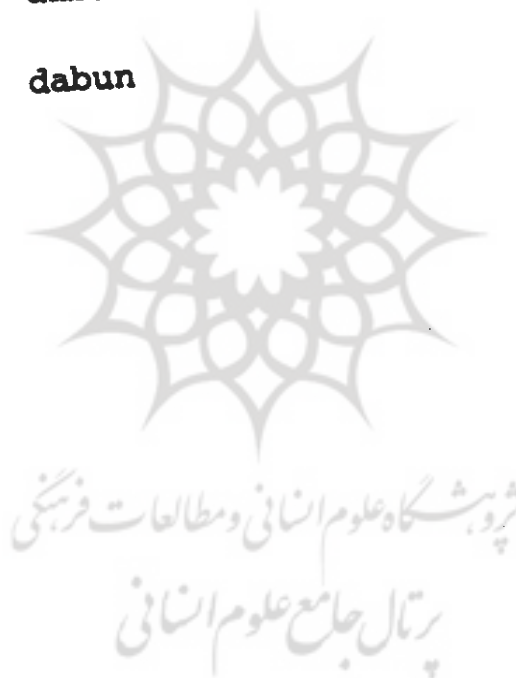 dabun
پژوهشگاه علوم انسانی و مطالعات فرهنگی
پرتال جامع علوم انسانی